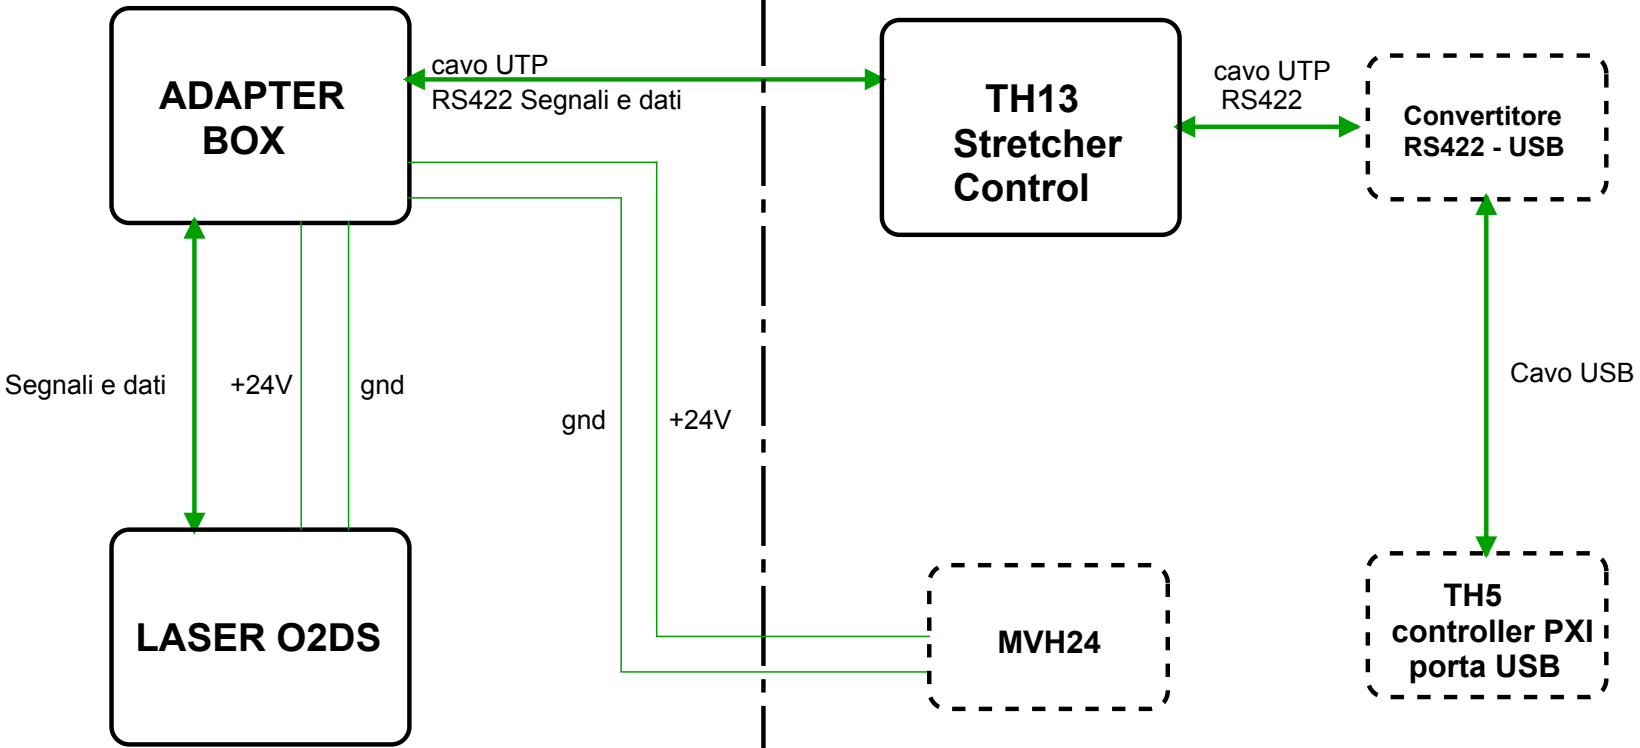 ADAPTER
BOX
cavo UTP
RS422 Segnali e dati
TH13
Stretcher
Control
cavo UTP
RS422
Convertitore
RS422 - USB
Segnali e dati
+24V
gnd
gnd
+24V
Cavo USB
LASER O2DS
MVH24
TH5
controller PXI
porta USB